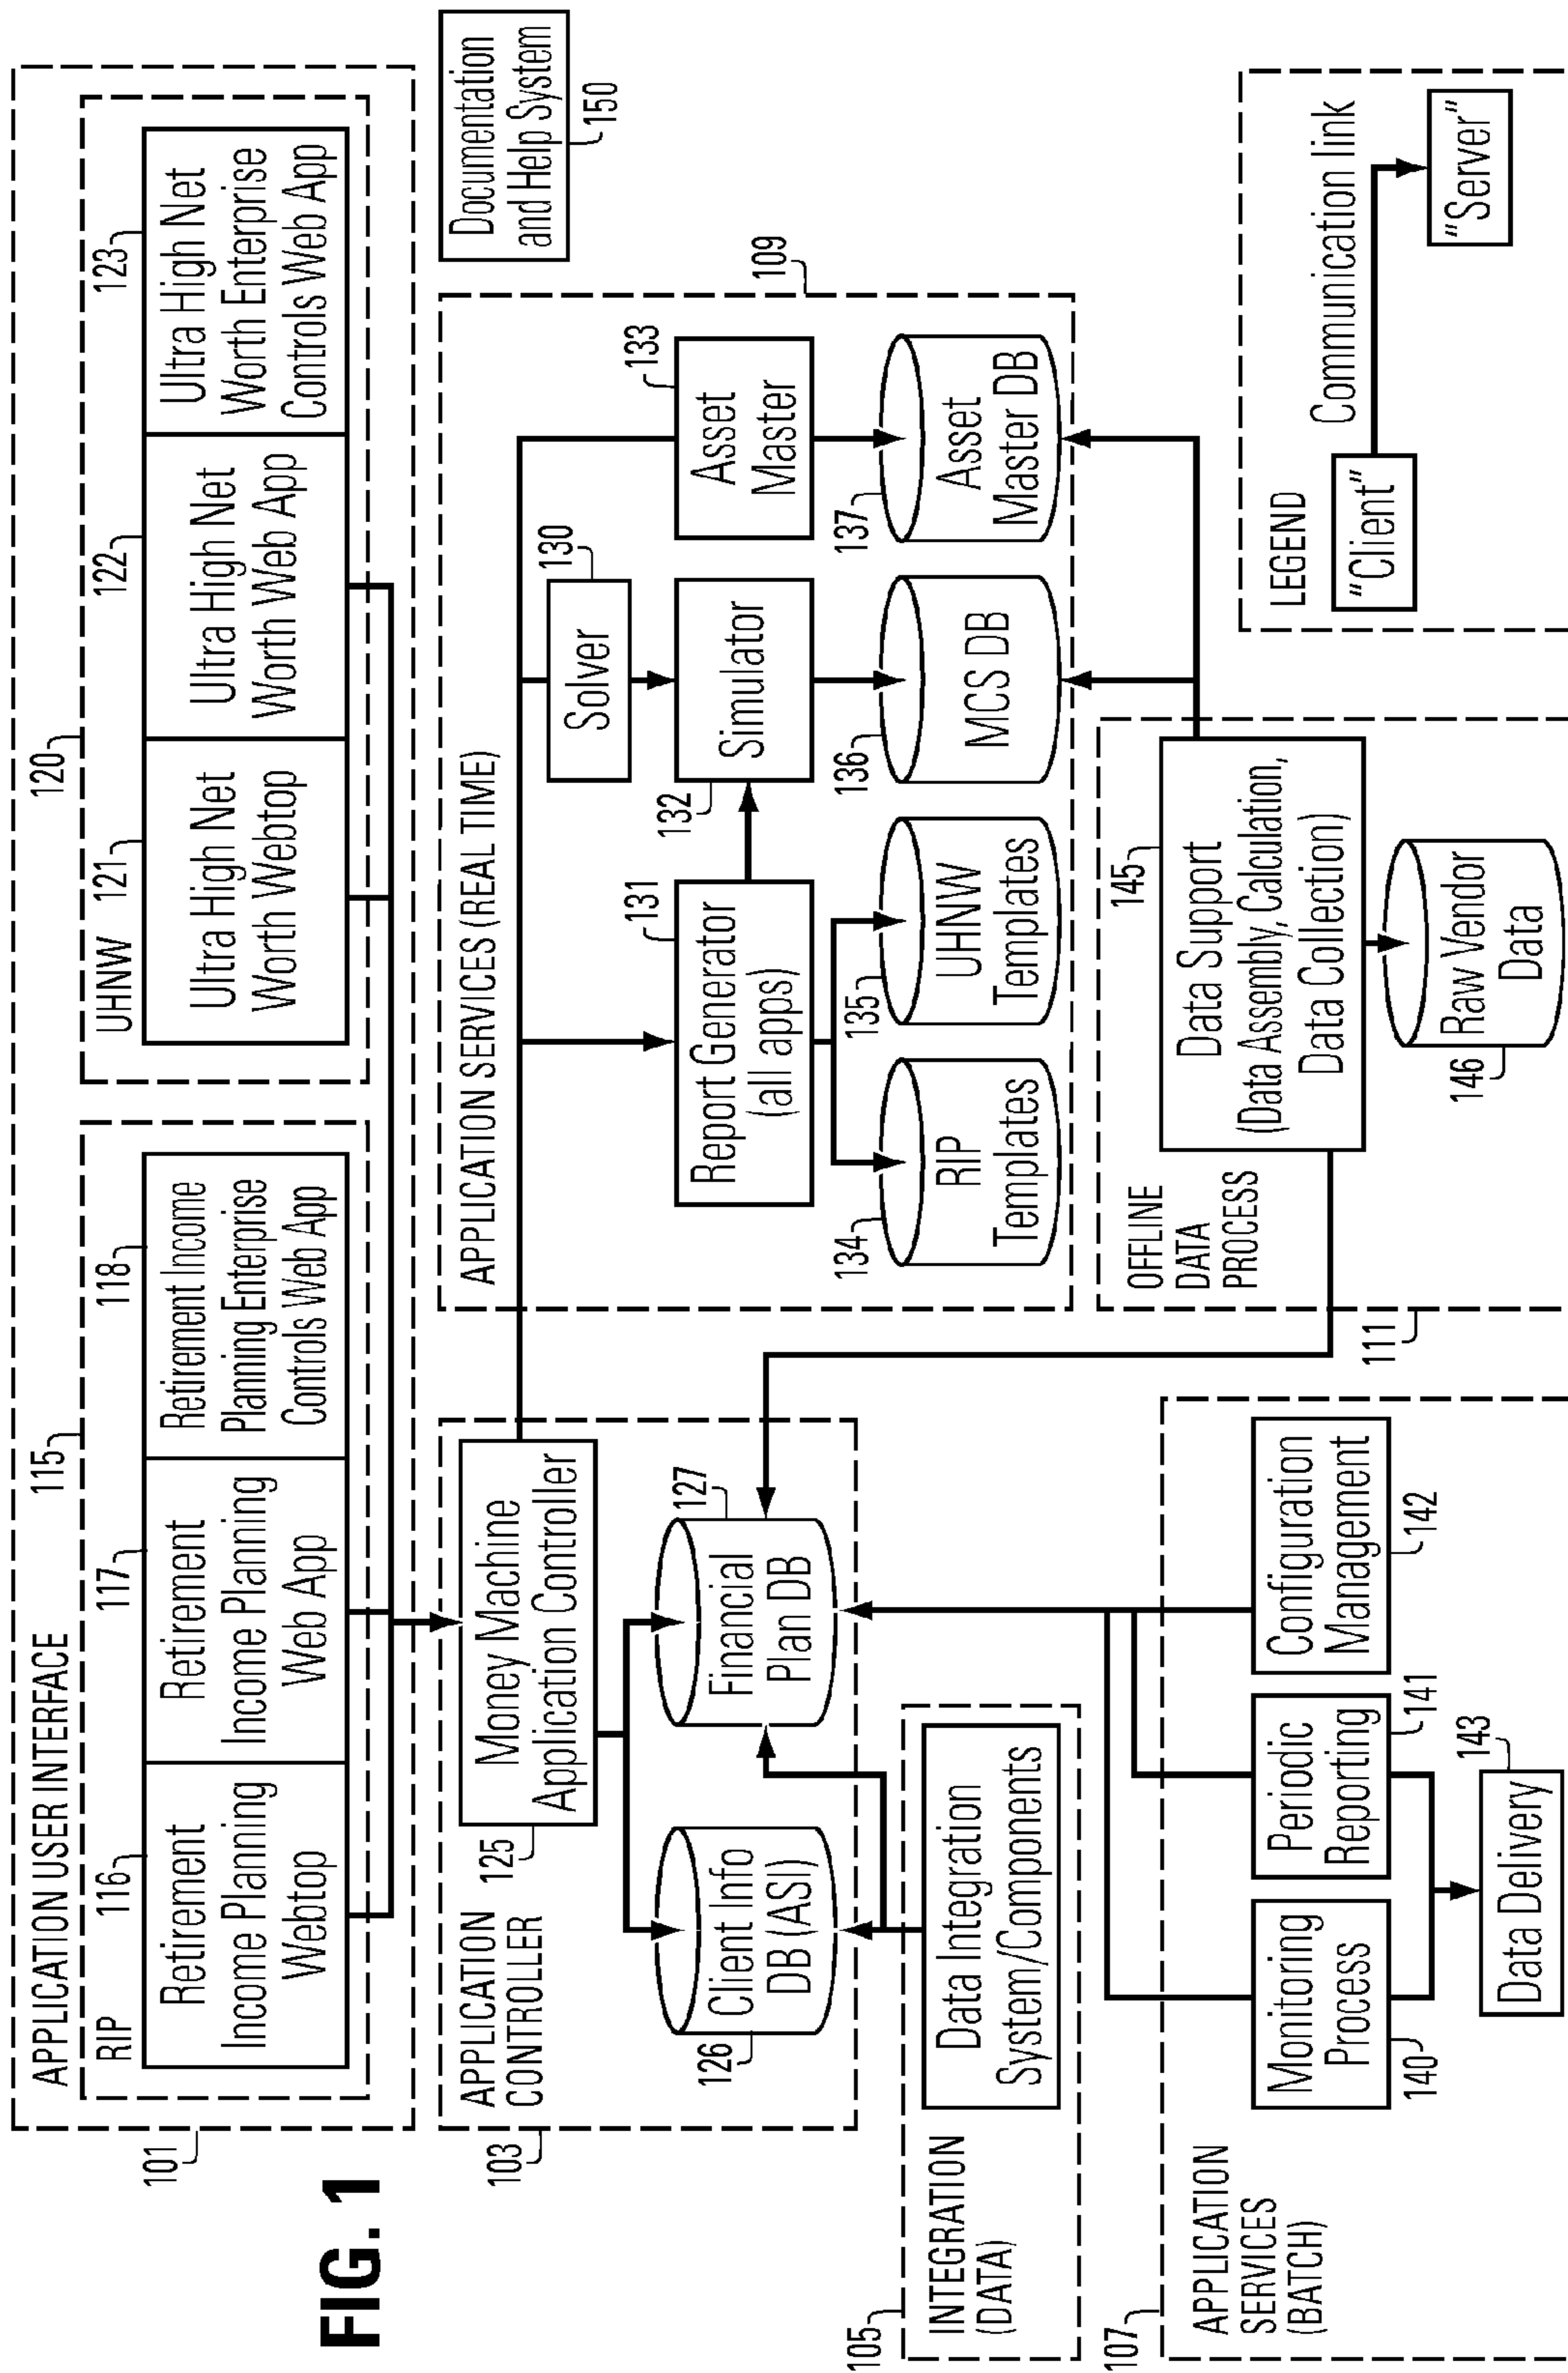 FIG. 1
101
APPLICATION USER INTERFACE
115
RIP
116
Retirement
Income Planning
Webtop
117
Retirement
Income Planning
Web App
118
Retirement Income
Planning Enterprise
Controls Web App
120
UHNW
121
Ultra High Net
Worth Webtop
122
Ultra High Net
Worth Web App
123
Ultra High Net
Worth Enterprise
Controls Web App
103
APPLICATION
CONTROLLER
125
Money Machine
Application Controller
126
Client Info
DB (ASI)
127
Financial
Plan DB
APPLICATION SERVICES (REAL TIME)
109
130
Solver
131
Report Generator
(all apps)
132
Simulator
133
Asset
Master
134
RIP
Templates
135
UHNW
Templates
136
MCS DB
137
Asset
Master DB
Documentation
and Help System
150
105
INTEGRATION
(DATA)
Data Integration
System/Components
107
APPLICATION
SERVICES
(BATCH)
Monitoring
Process
140
Periodic
Reporting
141
Configuration
Management
142
143
Data Delivery
111
OFFLINE
DATA
PROCESS
145
Data Support
(Data Assembly, Calculation,
Data Collection)
146
Raw Vendor
Data
LEGEND
"Client"
Communication link
"Server"